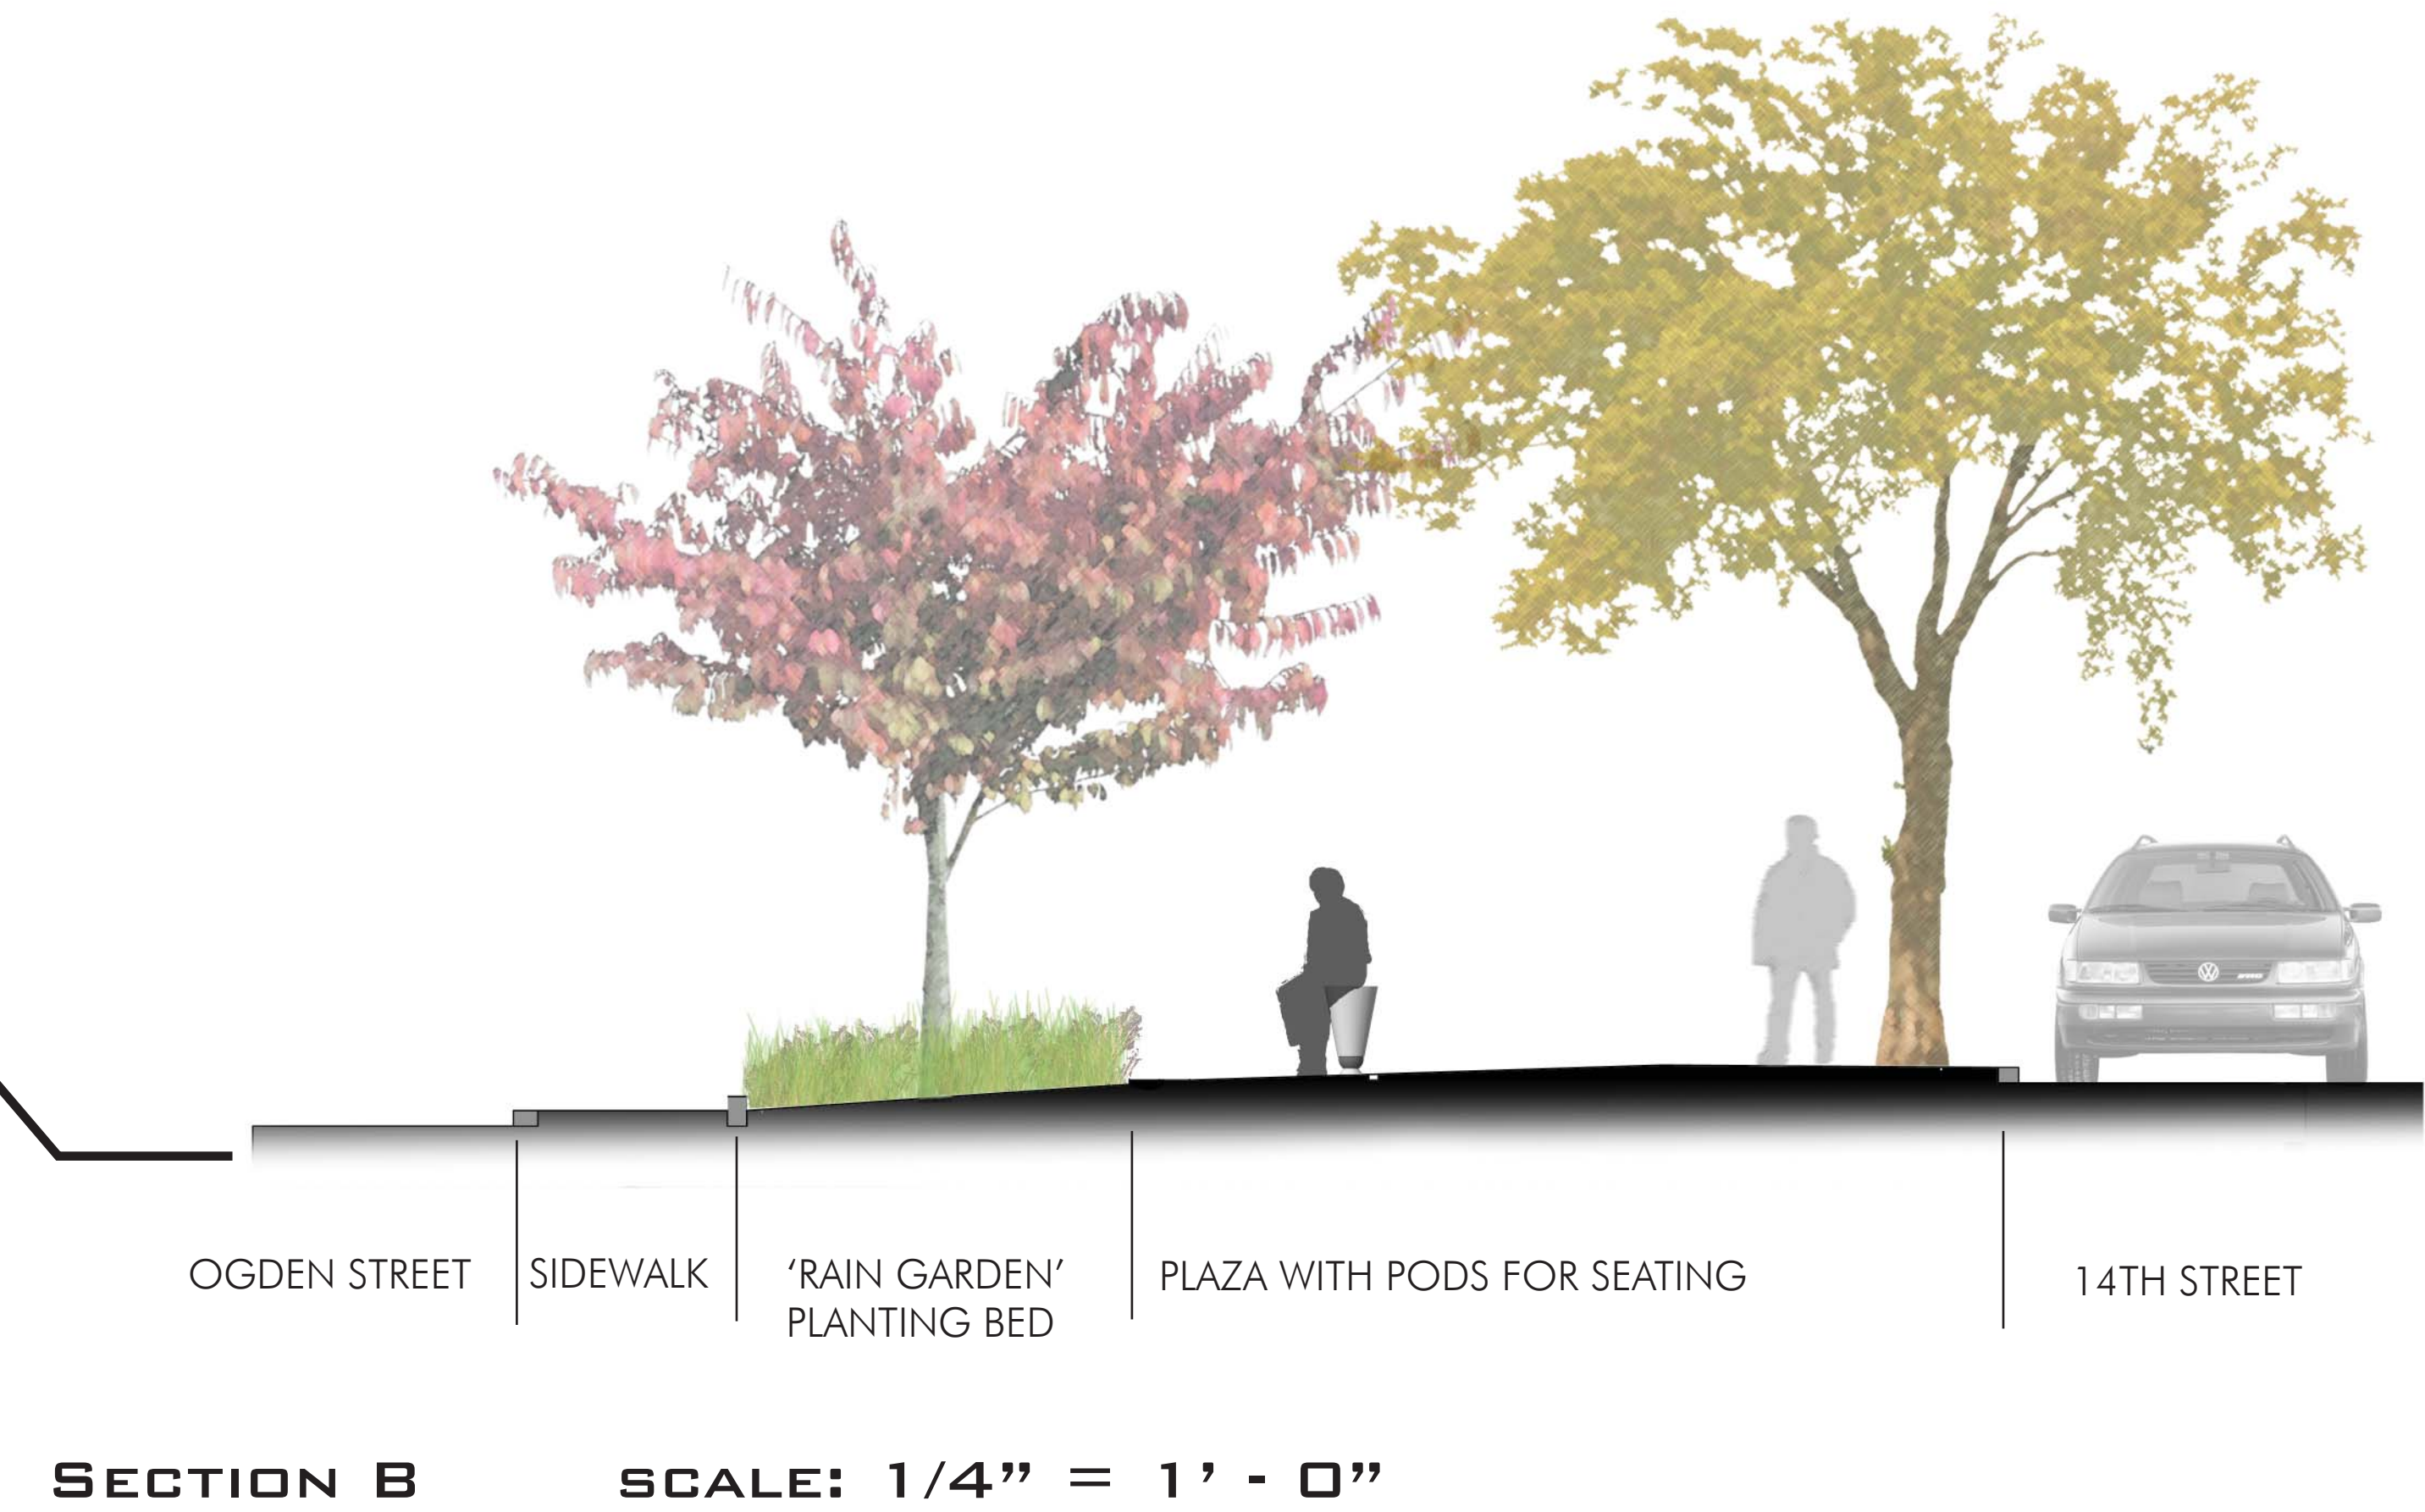 OGDEN STREET
SIDEWALK
‘RAIN GARDEN’
PLANTING BED
PLAZA WITH PODS FOR SEATING
14TH STREET
SECTION B
SCALE: 1/4” = 1’ - 0”